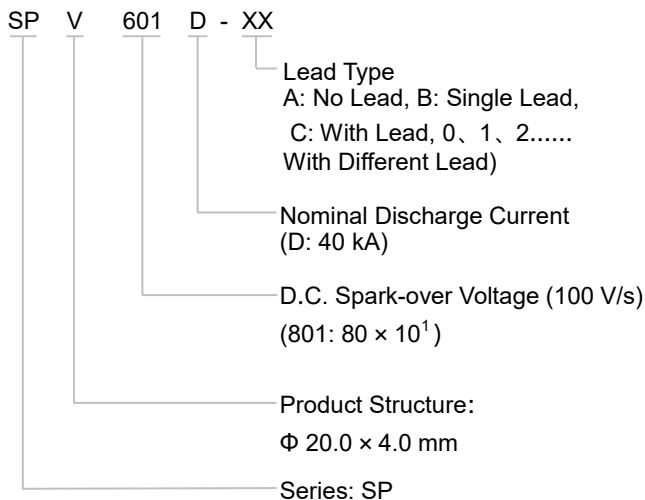 SP V 601 D - XX
Lead Type
A: No Lead, B: Single Lead,
C: With Lead, 0、1、2......
With Different Lead)
Nominal Discharge Current
(D: 40 kA)
D.C. Spark-over Voltage (100 V/s)
(801: 80 × 10¹)
Product Structure:
Φ 20.0 × 4.0 mm
Series: SP